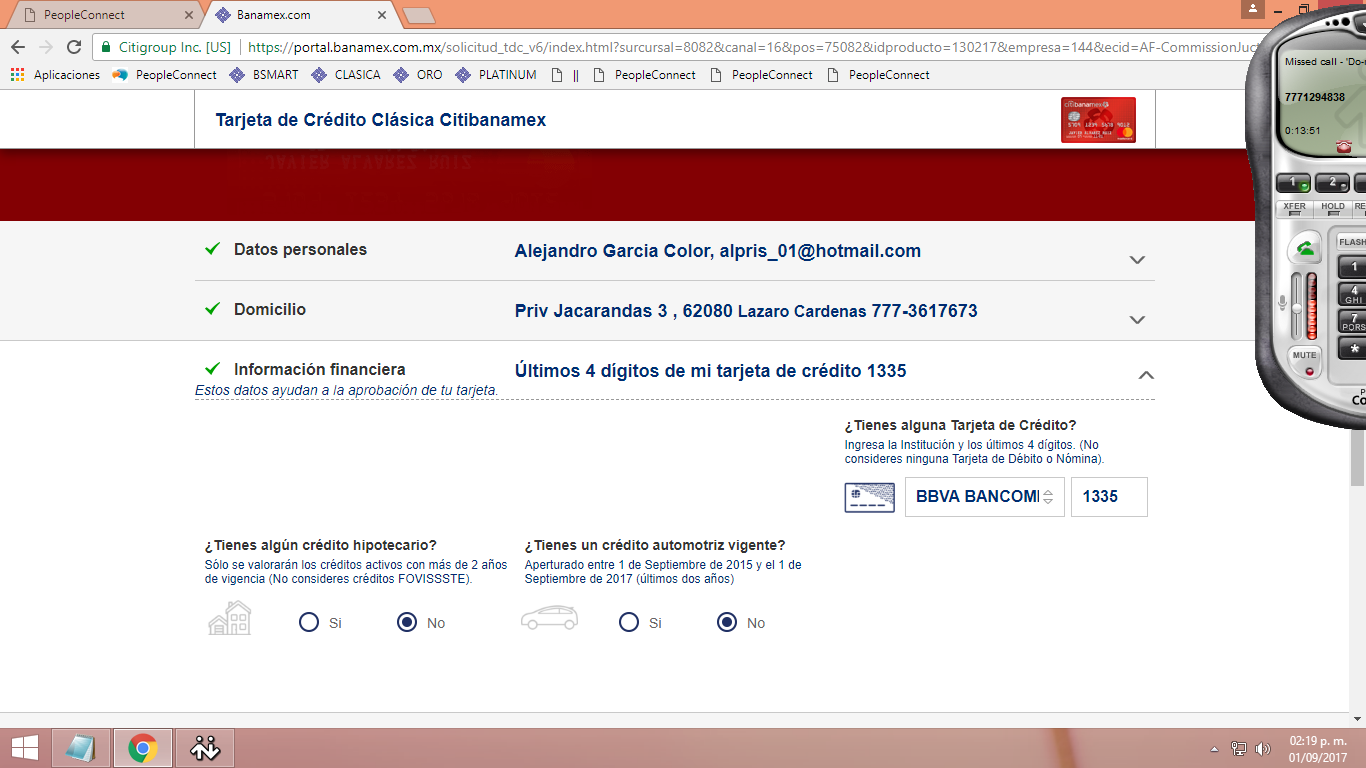 PeopleConnect
Banamex.com
Citigroup Inc. [US]
https://portal.banamex.com.mx/solicitud_tdc_v6/index.html?surcursal=8082&canal=16&pos=75082&idproducto=130217&empresa=144&ecid=AF-CommissionJuct
Aplicaciones PeopleConnect BSMART CLASICA ORO PLATINUM || PeopleConnect PeopleConnect PeopleConnect
Missed call - 'Do-
7771294838
0:13:51
1 2
XFER HOLD RE
FLASH
1
4
GHI
7
PQRS
*
MUTE
P
Co
Tarjeta de Crédito Clásica Citibanamex
citibanamex
JAVIER ALVAREZ RUIZ
Datos personales
Alejandro Garcia Color, alpris_01@hotmail.com
Domicilio
Priv Jacarandas 3 , 62080 Lazaro Cardenas 777-3617673
Información financiera
Últimos 4 dígitos de mi tarjeta de crédito 1335
Estos datos ayudan a la aprobación de tu tarjeta.
¿Tienes alguna Tarjeta de Crédito?
Ingresa la Institución y los últimos 4 dígitos. (No
consideres ninguna Tarjeta de Débito o Nómina).
BBVA BANCOM
1335
¿Tienes algún crédito hipotecario?
Sólo se valorarán los créditos activos con más de 2 años
de vigencia (No consideres créditos FOVISSSTE).
Si No
¿Tienes un crédito automotriz vigente?
Aperturado entre 1 de Septiembre de 2015 y el 1 de
Septiembre de 2017 (últimos dos años)
Si No
02:19 p. m.
01/09/2017